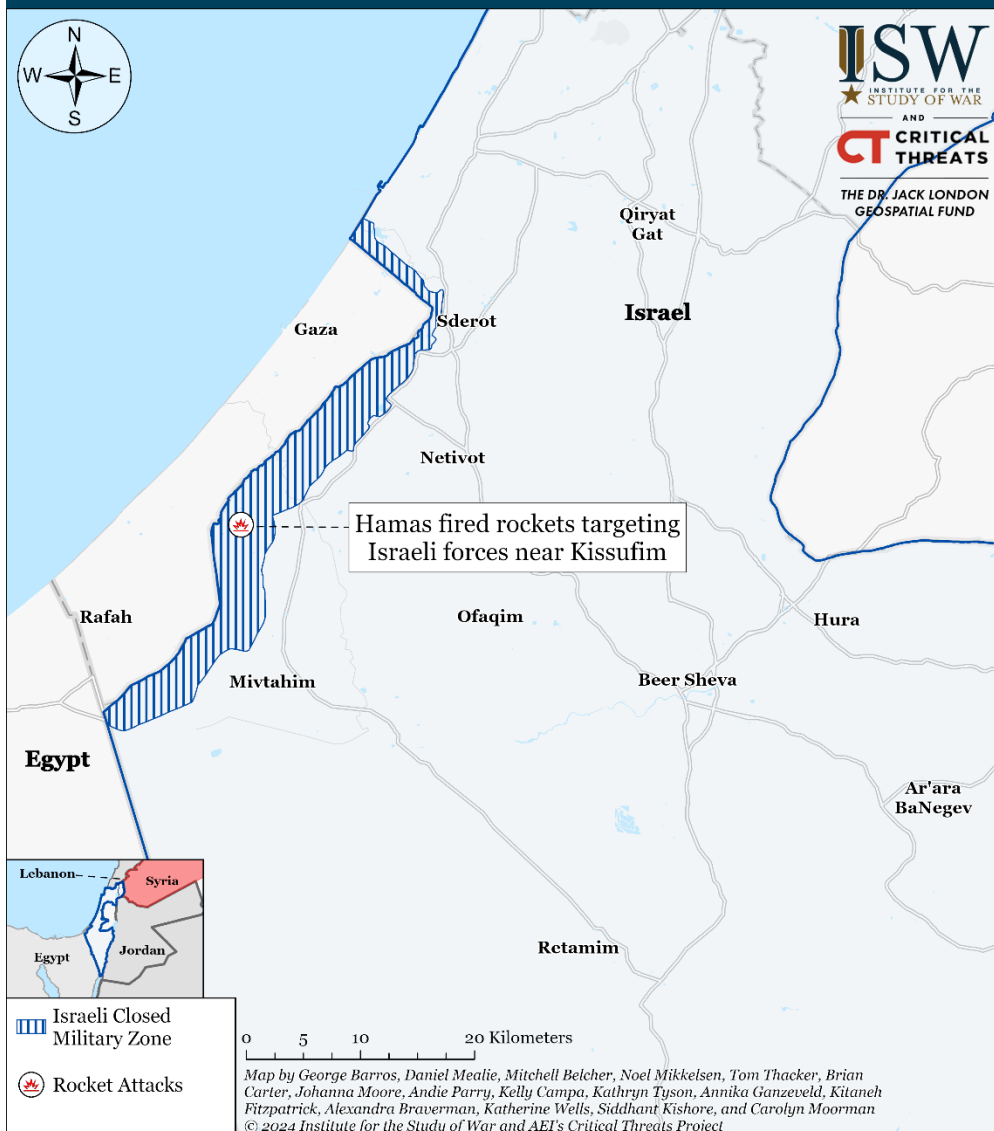 N
W
E
S
ISW
INSTITUTE FOR THE
STUDY OF WAR
AND
CT CRITICAL
THREATS
THE DR. JACK LONDON
GEOSPATIAL FUND
Qiryat
Gat
Israel
Gaza
Sderot
Netivot
Hamas fired rockets targeting
Israeli forces near Kissufim
Rafah
Ofaqim
Hura
Mivtahim
Beer Sheva
Egypt
Ar'ara
BaNegev
Lebanon
Syria
Egypt
Jordan
Retamim
Israeli Closed
Military Zone
Rocket Attacks
0 5 10 20 Kilometers
Map by George Barros, Daniel Mealie, Mitchell Belcher, Noel Mikkelsen, Tom Thacker, Brian
Carter, Johanna Moore, Andie Parry, Kelly Campa, Kathryn Tyson, Annika Ganzeveld, Kitaneh
Fitzpatrick, Alexandra Braverman, Katherine Wells, Siddhant Kishore, and Carolyn Moorman
© 2024 Institute for the Study of War and AEI's Critical Threats Project